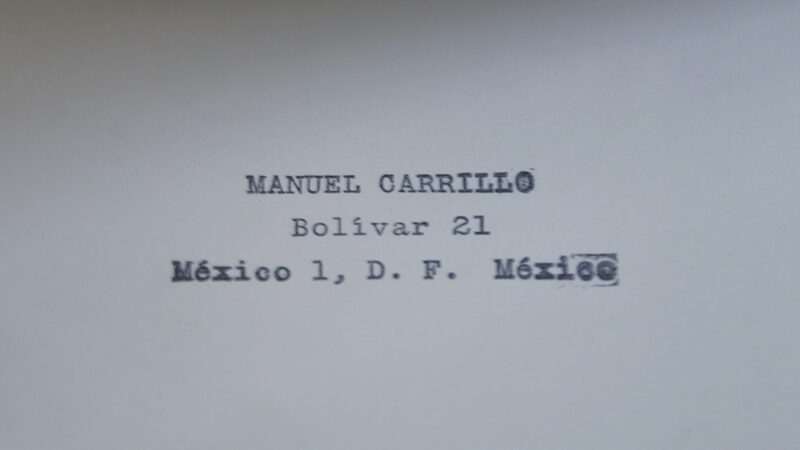 MANUEL CARRILLO
Bolívar 21
México 1, D. F. México